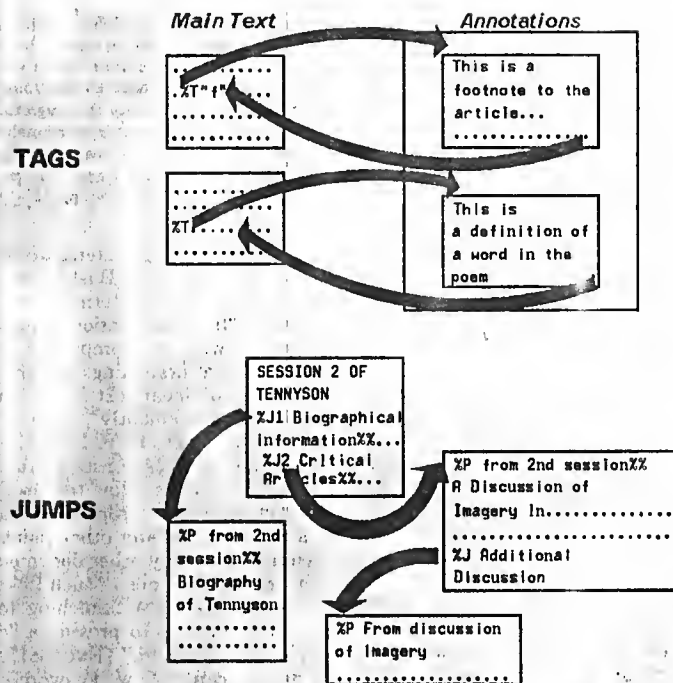 Main Text
Annotations
TAGS
..............
.%T"f"....
..............
..............
This is a
footnote to the
article...
................
..............
..............
%T..........
..............
This is
a definition of
a word in the
poem
JUMPS
SESSION 2 OF
TENNYSON
%J1 Biographical
information%%...
%J2 Critical
Articles%%...
%P from 2nd
session%%
Biography
of Tennyson
..............
..............
%P from 2nd session%%
A Discussion of
Imagery In...............
..........................
%J Additional
Discussion
%P From discussion
of Imagery ..
....................